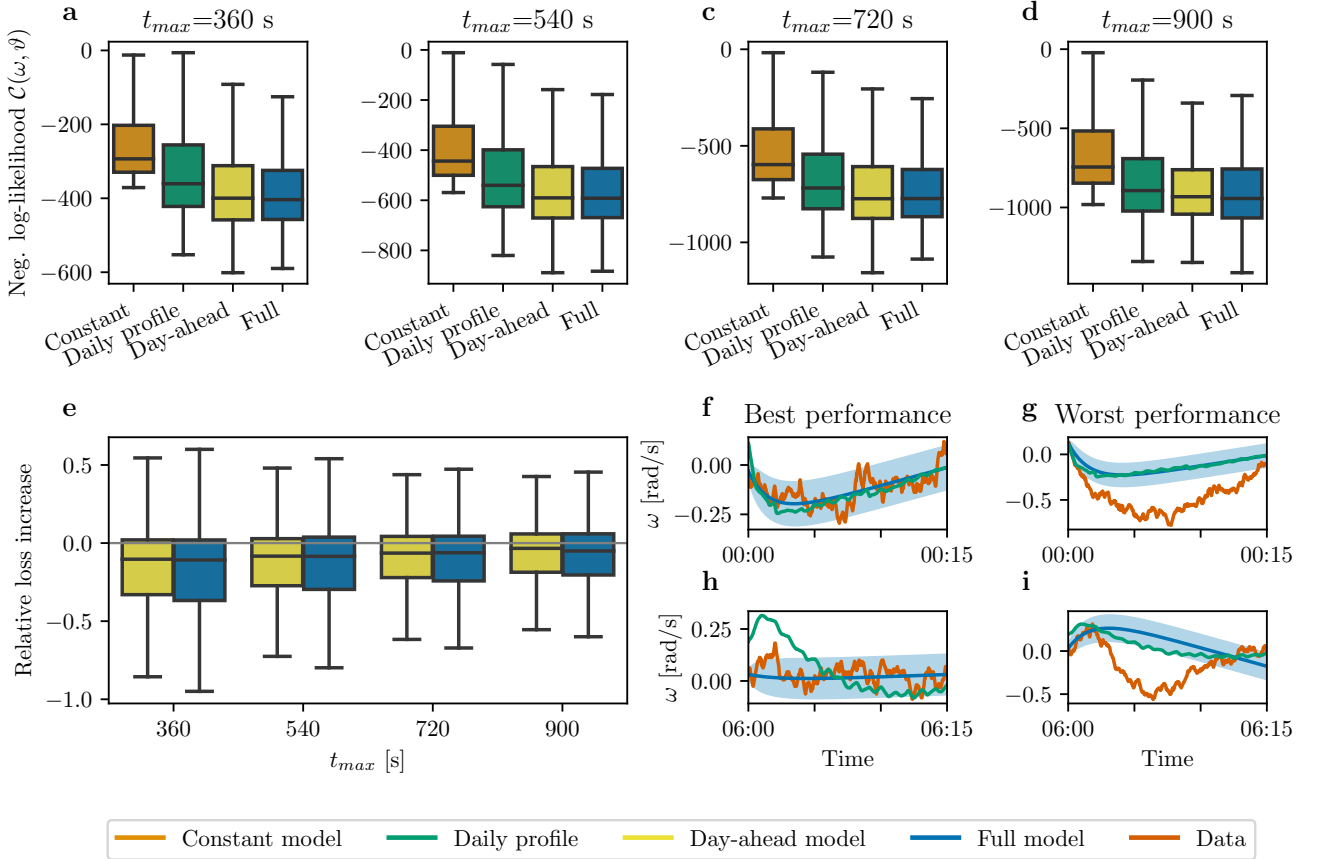 a
t_max=360 s
t_max=540 s
c
t_max=720 s
d
t_max=900 s
Neg. log-likelihood C(ω, ϑ)
0
−200
−400
−600
Constant
Daily profile
Day-ahead
Full
0
−200
−400
−600
−800
Constant
Daily profile
Day-ahead
Full
0
−500
−1000
Constant
Daily profile
Day-ahead
Full
0
−500
−1000
Constant
Daily profile
Day-ahead
Full
e
Relative loss increase
0.5
0.0
−0.5
−1.0
360
540
720
900
t_max [s]
f
Best performance
ω [rad/s]
0.00
−0.25
00:00
00:15
g
Worst performance
0.0
−0.5
00:00
00:15
h
ω [rad/s]
0.25
0.00
06:00
06:15
Time
i
0.0
−0.5
06:00
06:15
Time
Constant model
Daily profile
Day-ahead model
Full model
Data